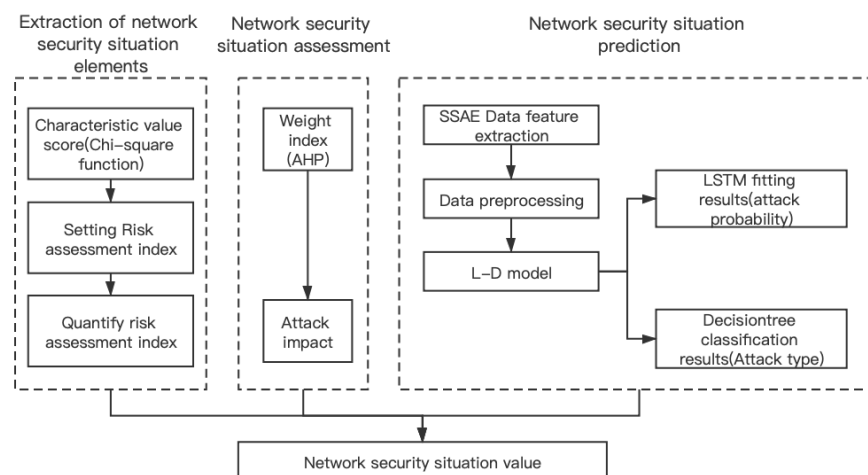 Extraction of network
security situation
elements
Network security
situation assessment
Network security situation
prediction
Characteristic value
score(Chi-square
function)
Setting Risk
assessment index
Quantify risk
assessment index
Weight
index
(AHP)
Attack
impact
SSAE Data feature
extraction
Data preprocessing
L-D model
LSTM fitting
results(attack
probability)
Decisiontree
classification
results(Attack type)
Network security situation value